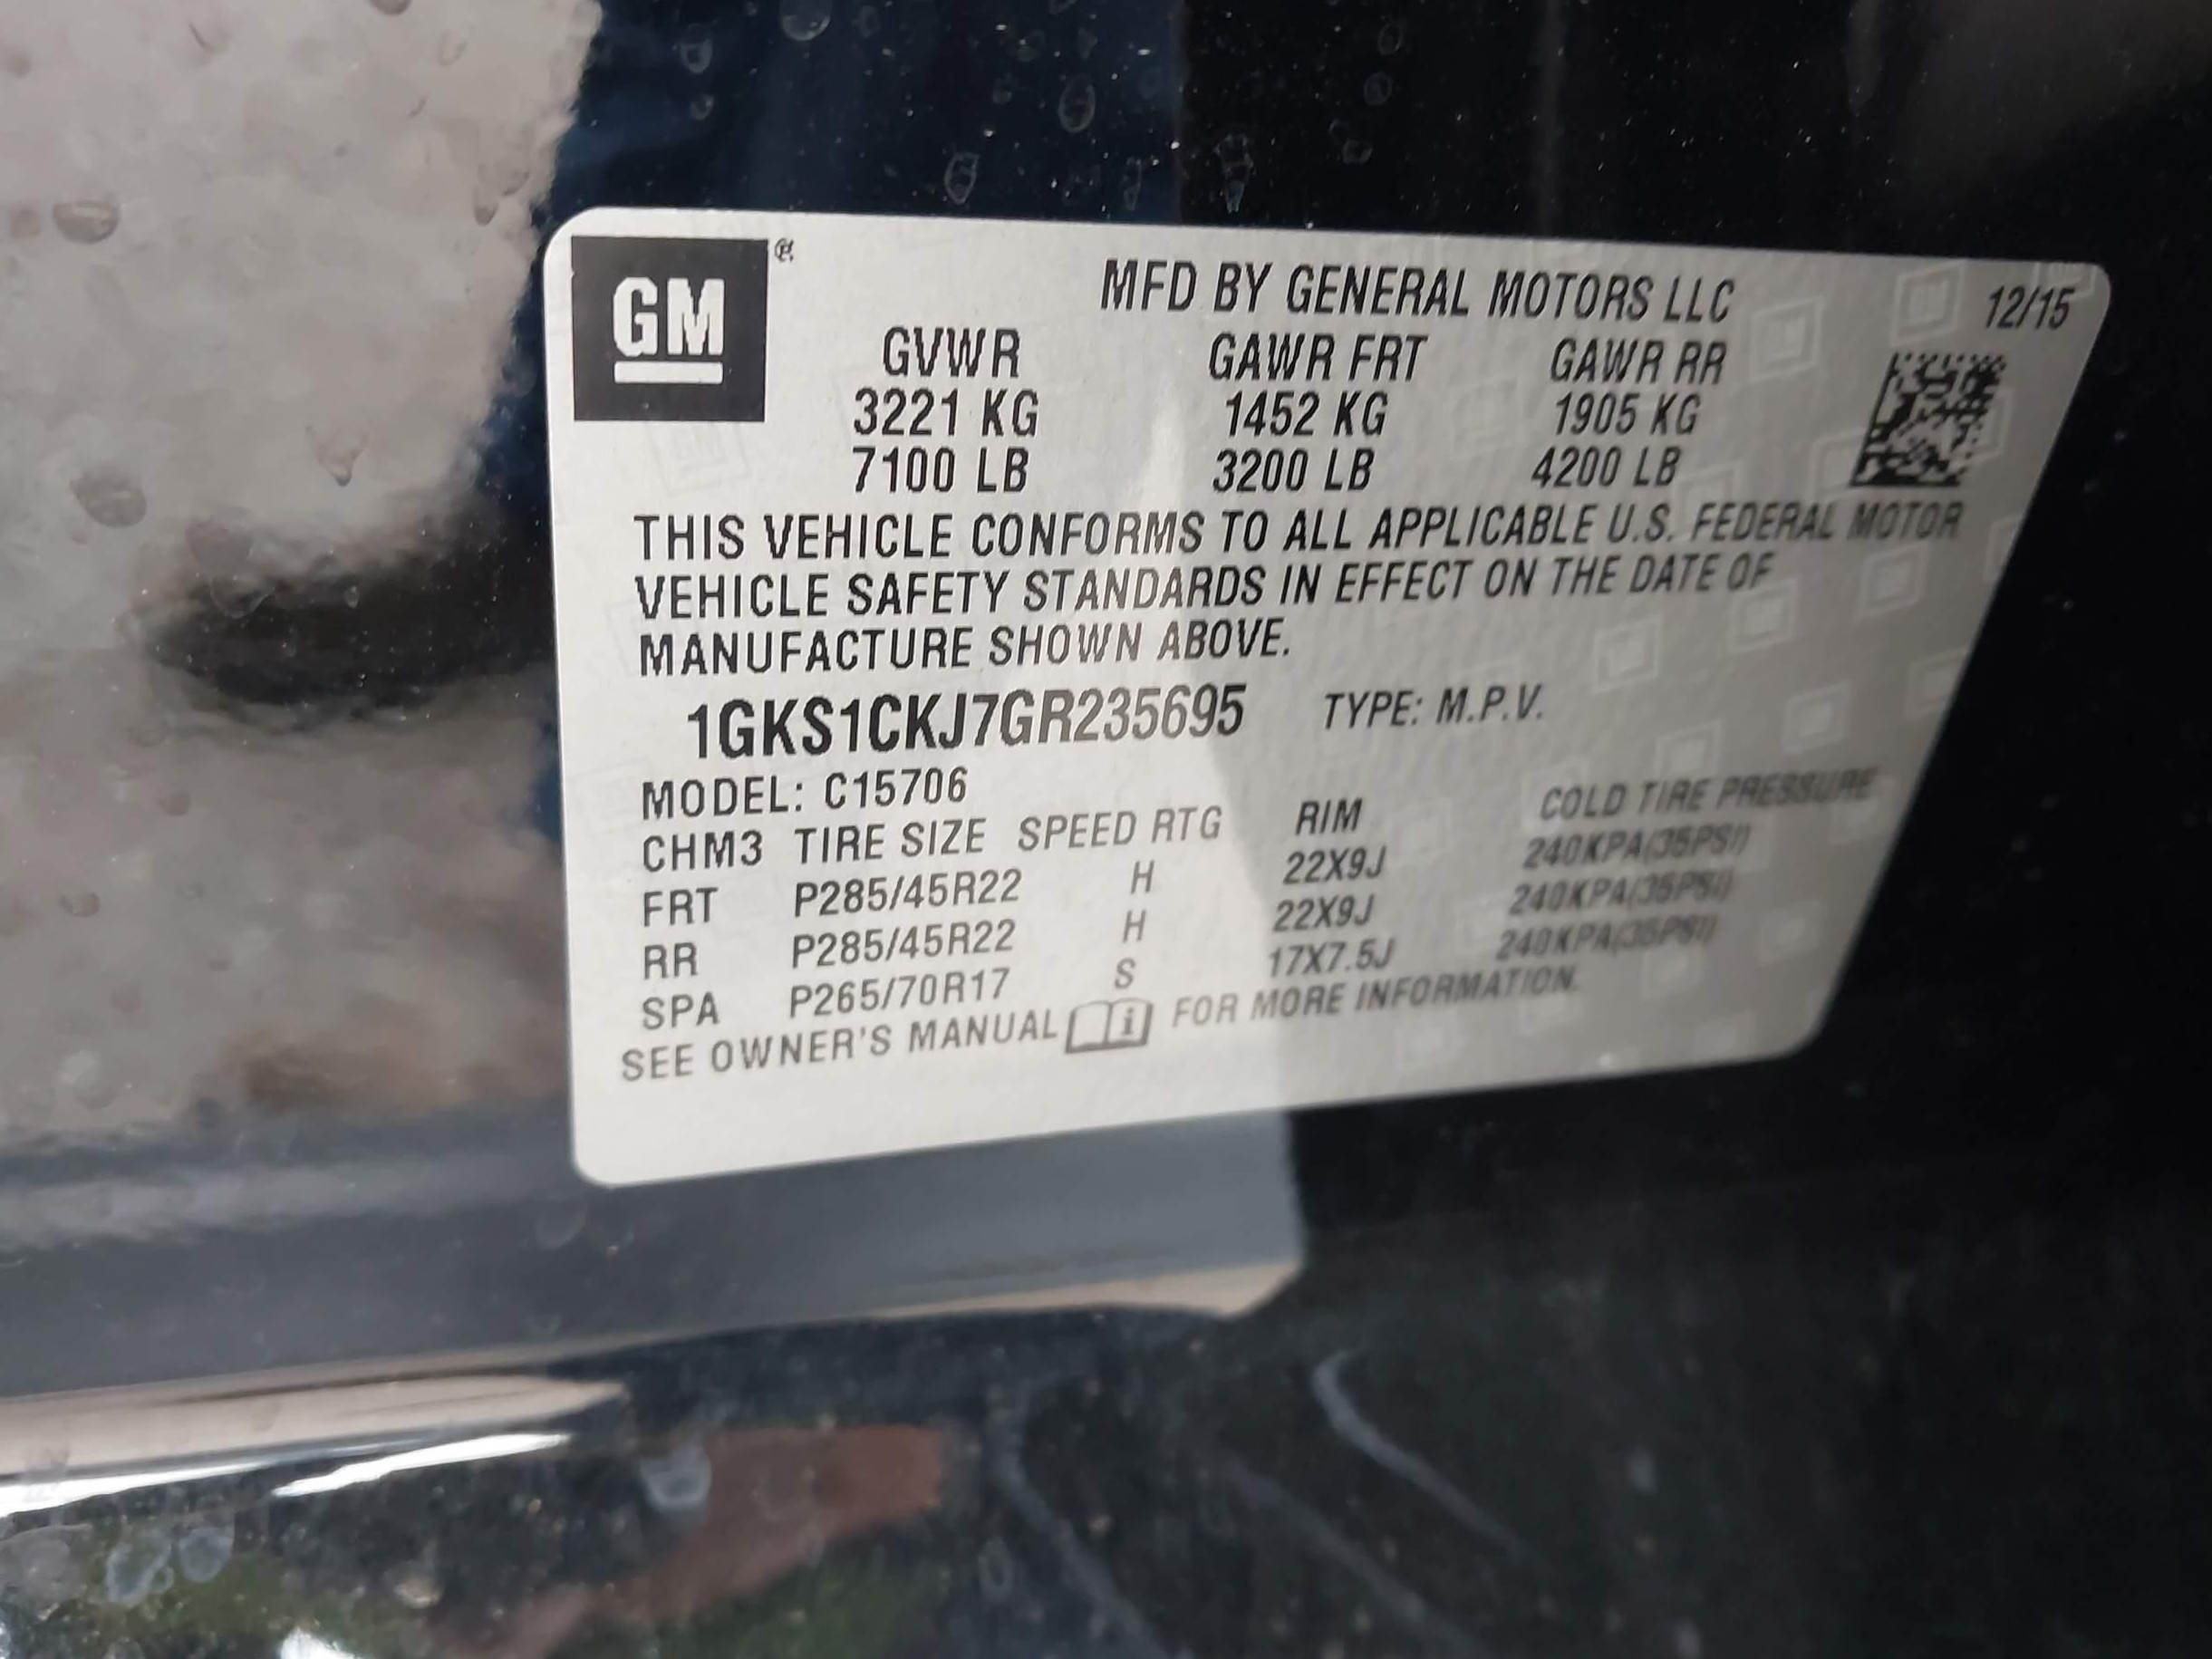 GM
MFD BY GENERAL MOTORS LLC 12/15
GVWR GAWR FRT GAWR RR
3221 KG 1452 KG 1905 KG
7100 LB 3200 LB 4200 LB
THIS VEHICLE CONFORMS TO ALL APPLICABLE U.S. FEDERAL MOTOR
VEHICLE SAFETY STANDARDS IN EFFECT ON THE DATE OF
MANUFACTURE SHOWN ABOVE.
1GKS1CKJ7GR235695 TYPE: M.P.V.
MODEL: C15706
CHM3 TIRE SIZE SPEED RTG RIM COLD TIRE PRESSURE
FRT P285/45R22 H 22X9J 240KPA(35PSI)
RR P285/45R22 H 22X9J 240KPA(35PSI)
SPA P265/70R17 S 17X7.5J 240KPA(35PSI)
SEE OWNER'S MANUAL FOR MORE INFORMATION.